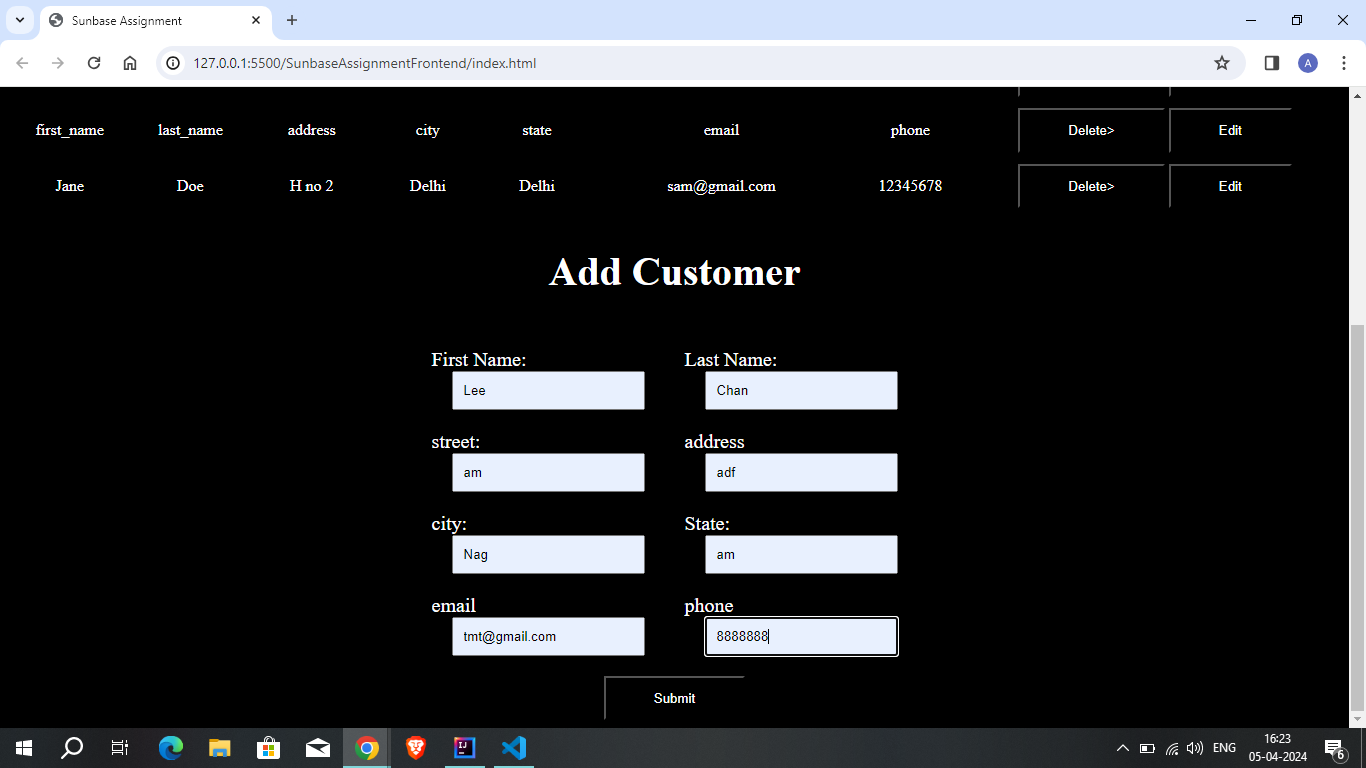 Sunbase Assignment
127.0.0.1:5500/SunbaseAssignmentFrontend/index.html
A
first_name last_name address city state email phone Delete> Edit
Jane Doe H no 2 Delhi Delhi sam@gmail.com 12345678 Delete> Edit
Add Customer
First Name: Last Name:
Lee Chan
street: address
am adf
city: State:
Nag am
email phone
tmt@gmail.com 8888888
Submit
IJ
ENG 16:23
05-04-2024
6